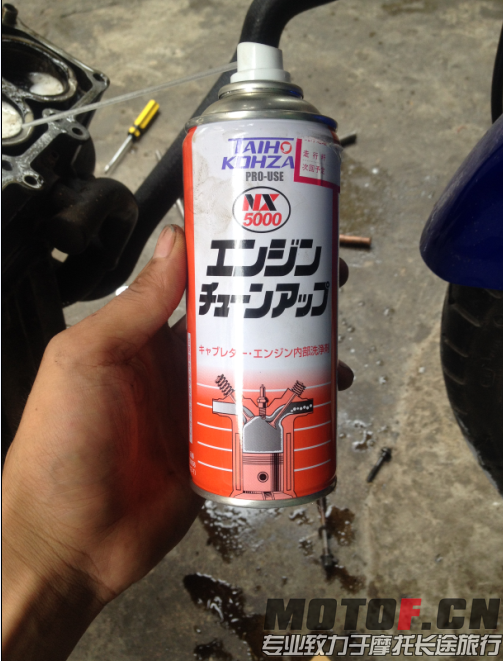 TAIHO
KOHZAI
PRO-USE
NX
5000
エンジン
チューンアップ
キャブレター・エンジン内部洗浄剤
MOTOF.CN
专业致力于摩托长途旅行